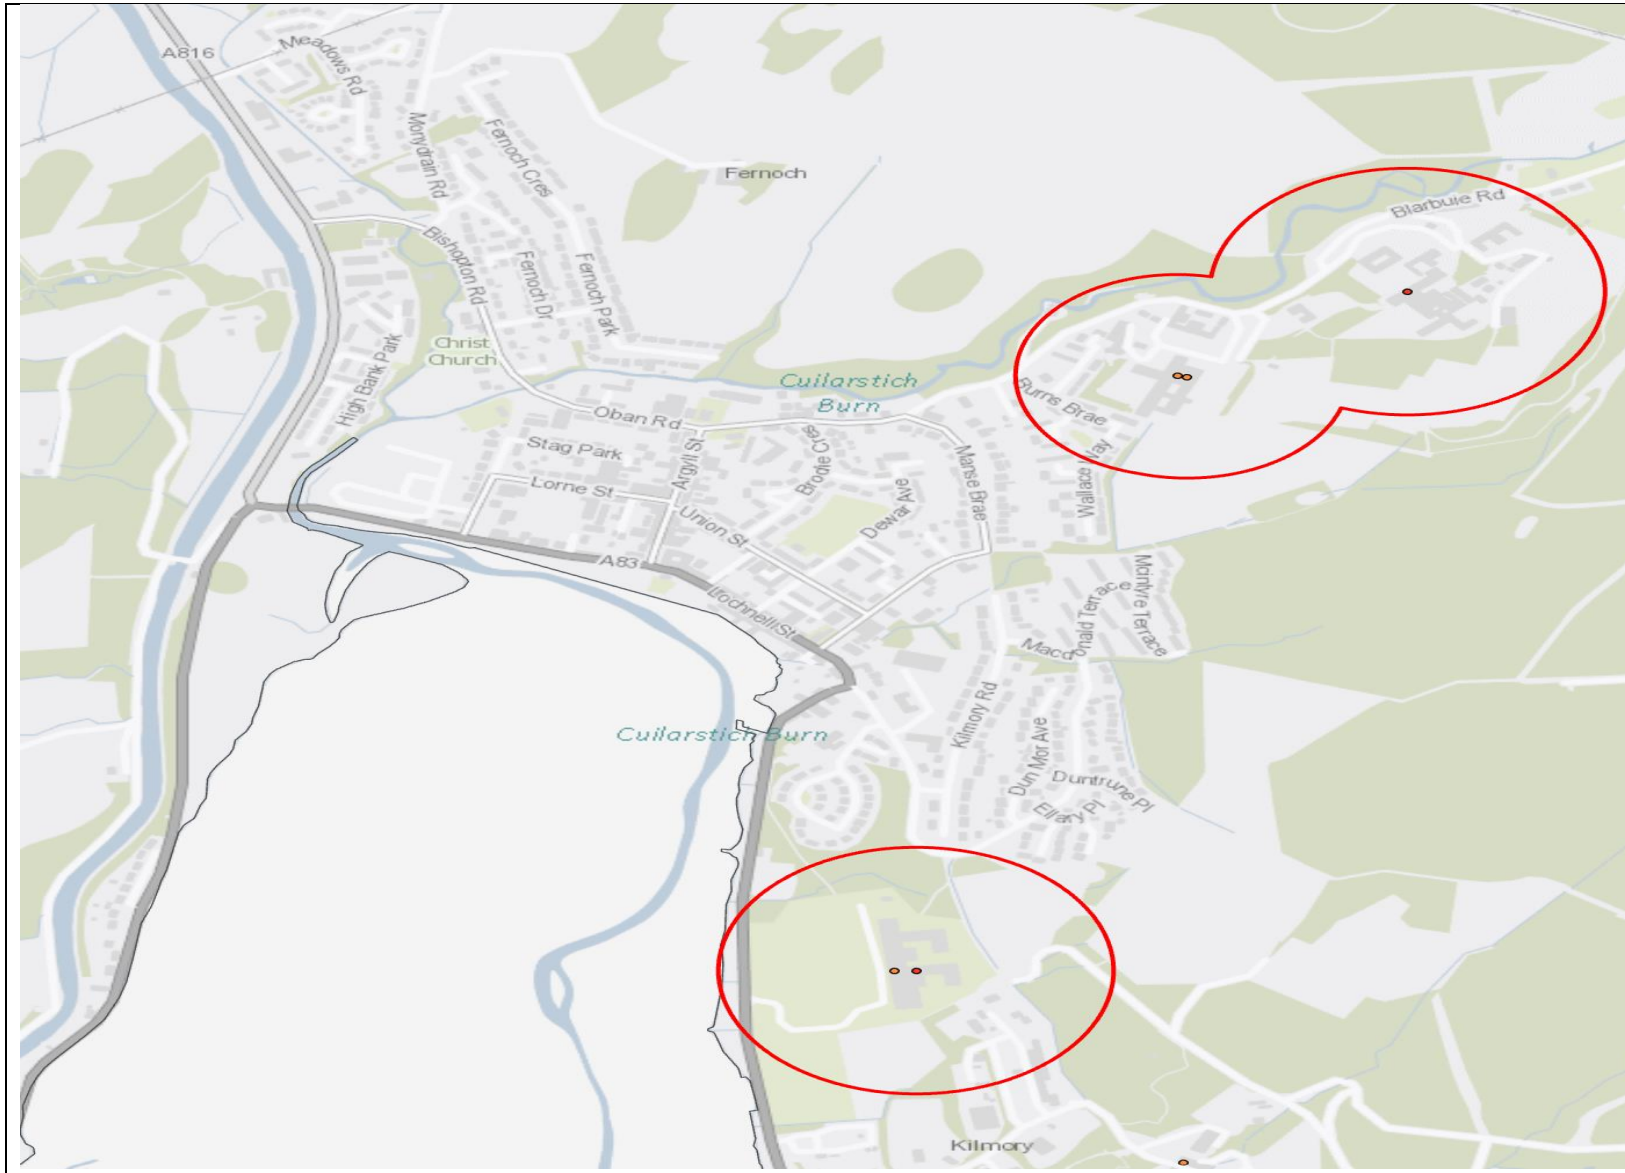 A816
Meadows Rd
Monydrain Rd
Fernoch Cres
Fernoch
Blarbuie Rd
Bishopton Rd
Fernoch Dr
Fernoch Park
Christ
Church
High Bank Park
Cuilarstich
Burn
Burns Brae
Oban Rd
Stag Park
Argyll St
Brodie Cres
Manse Brae
Wallace Way
Lorne St
Union St
Dewar Ave
A83
Lochnell St
Macdonald Terrace
Mcintyre Terrace
Kilmory Rd
Cuilarstich Burn
Dun Mor Ave
Duntrune Pl
Ellary Pl
Kilmory